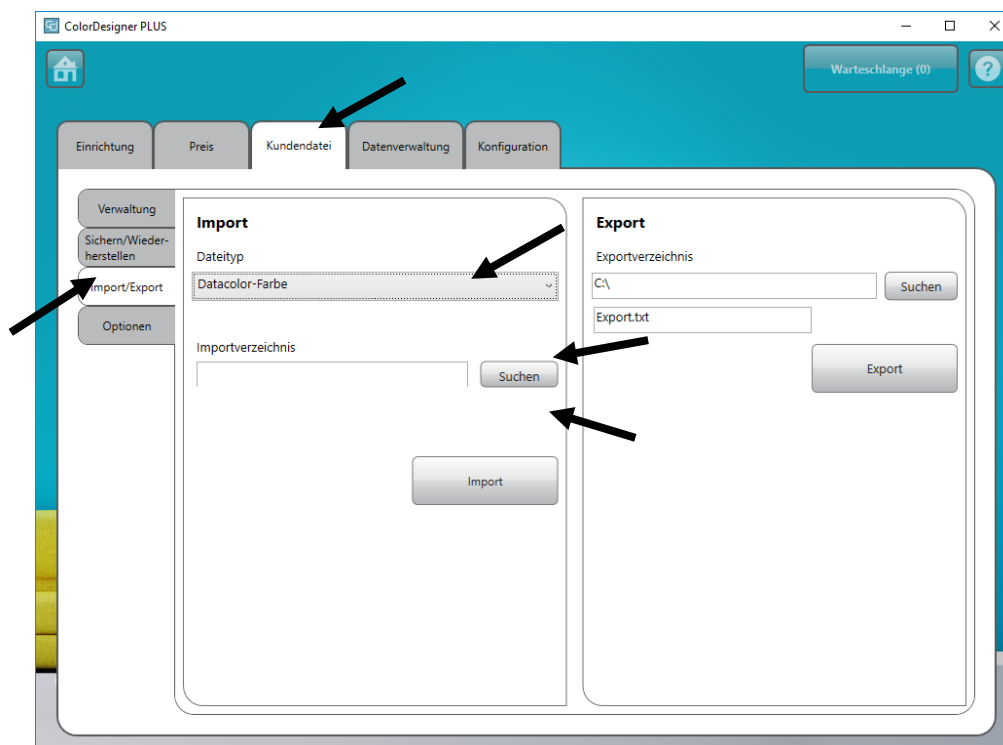 ColorDesigner PLUS
Warteschlange (0)
?
Einrichtung
Preis
Kundendatei
Datenverwaltung
Konfiguration
Verwaltung
Sichern/Wieder-
herstellen
Import/Export
Optionen
Import
Dateityp
Datacolor-Farbe
Importverzeichnis
Suchen
Import
Export
Exportverzeichnis
C:\
Suchen
Export.txt
Export